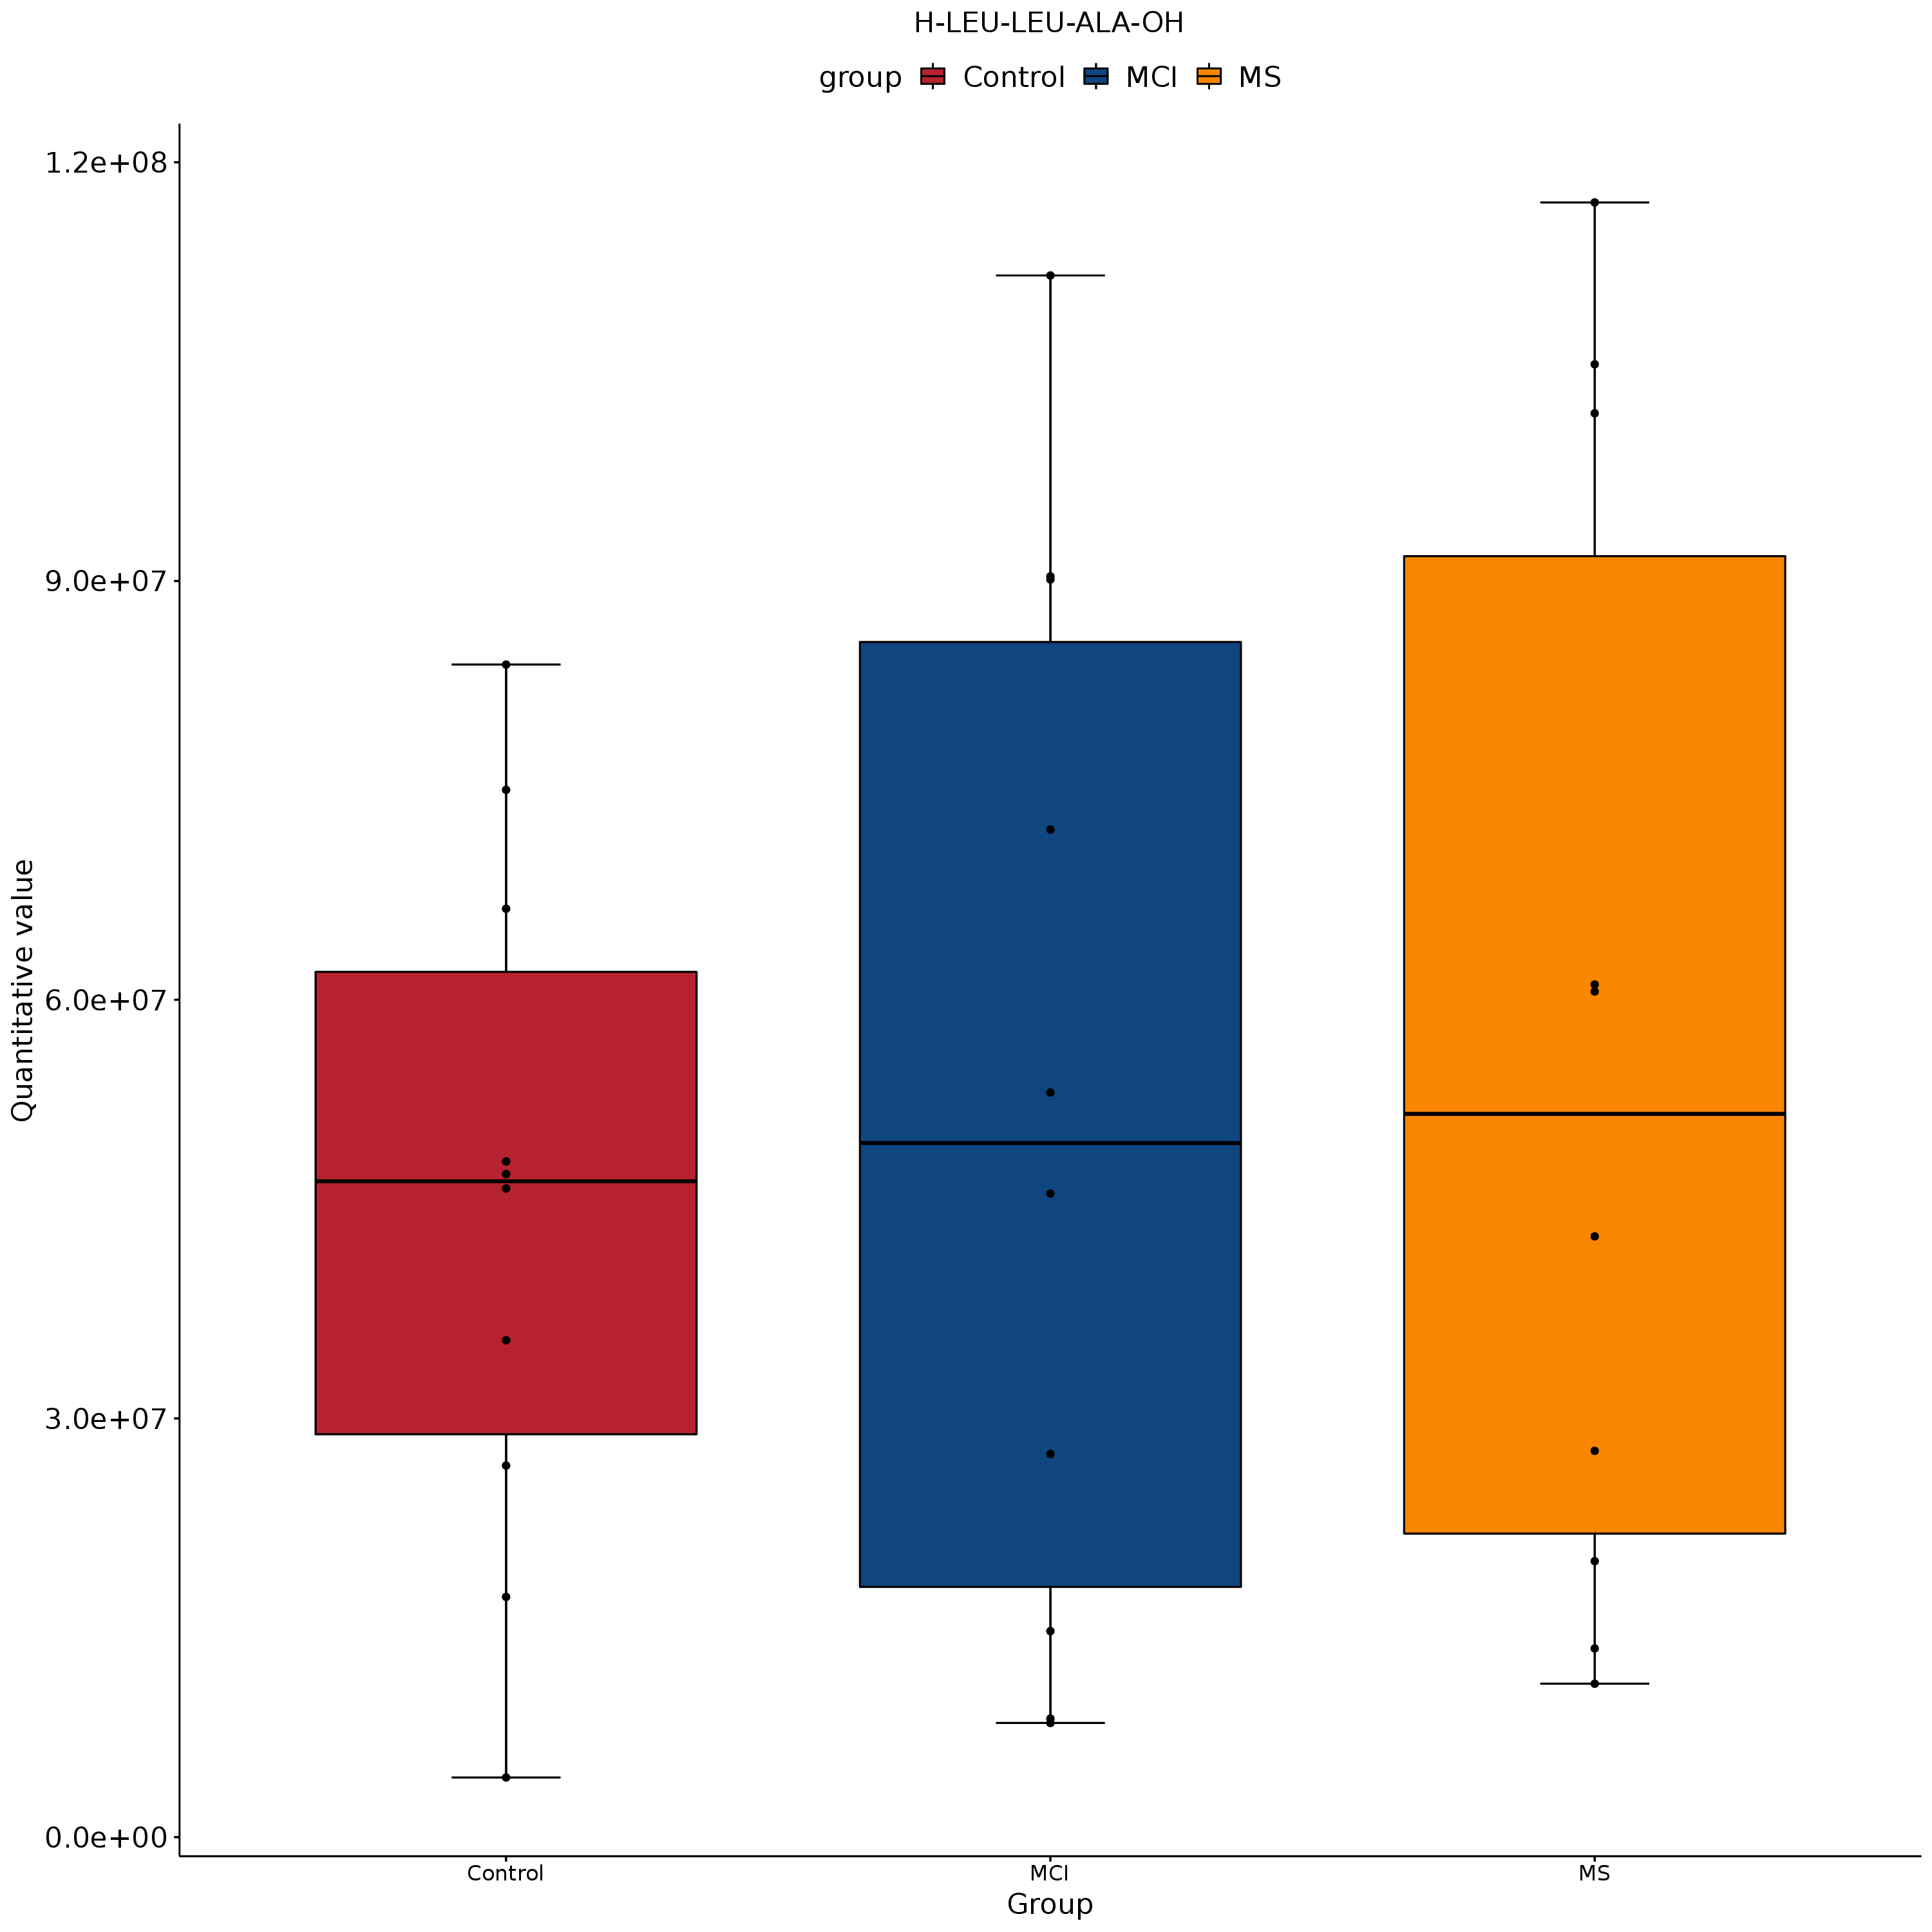 H-LEU-LEU-ALA-OH
group Control MCI MS
1.2e+08
9.0e+07
6.0e+07
3.0e+07
0.0e+00
Quantitative value
Control MCI MS
Group